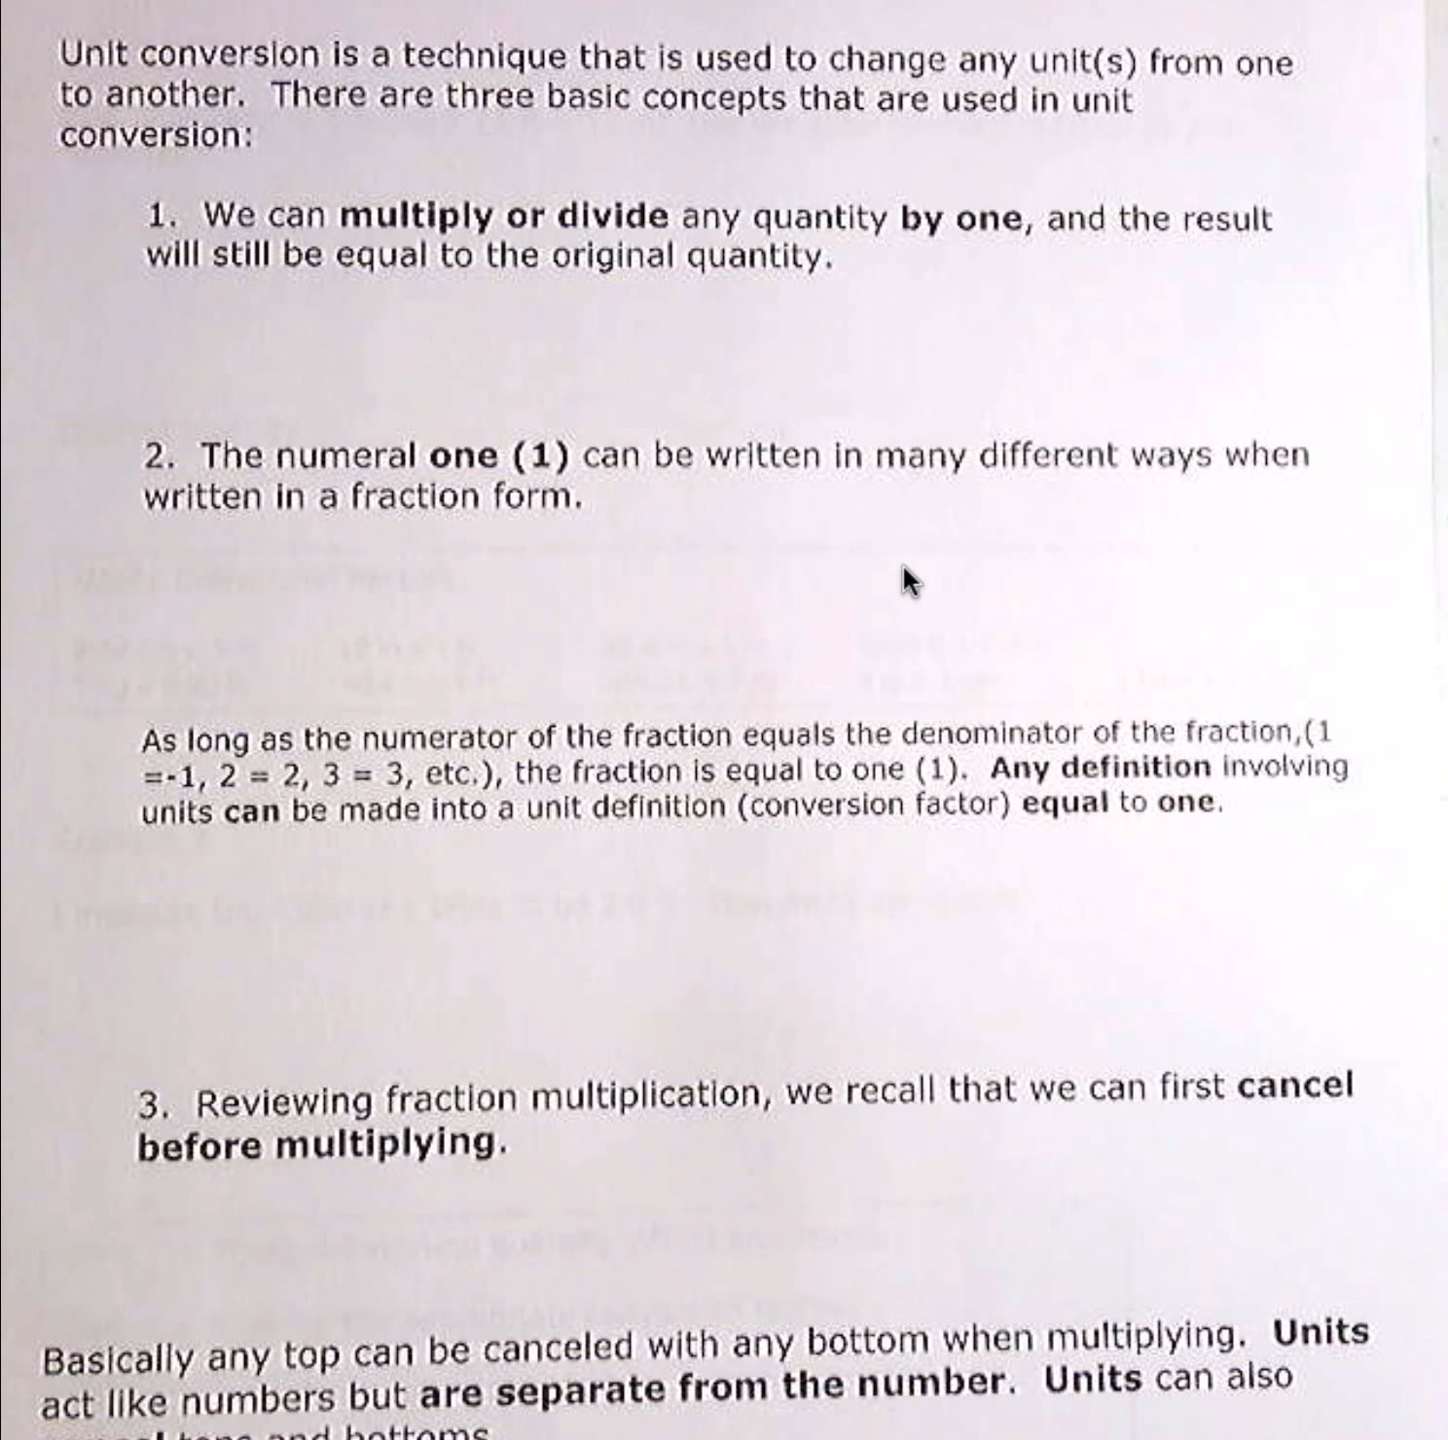 Unit conversion is a technique that is used to change any unit(s) from one
to another. There are three basic concepts that are used in unit
conversion:
1. We can multiply or divide any quantity by one, and the result
will still be equal to the original quantity.
2. The numeral one (1) can be written in many different ways when
written in a fraction form.
As long as the numerator of the fraction equals the denominator of the fraction,(1
=-1, 2 = 2, 3 = 3, etc.), the fraction is equal to one (1). Any definition involving
units can be made into a unit definition (conversion factor) equal to one.
3. Reviewing fraction multiplication, we recall that we can first cancel
before multiplying.
Basically any top can be canceled with any bottom when multiplying. Units
act like numbers but are separate from the number. Units can also
and bottoms